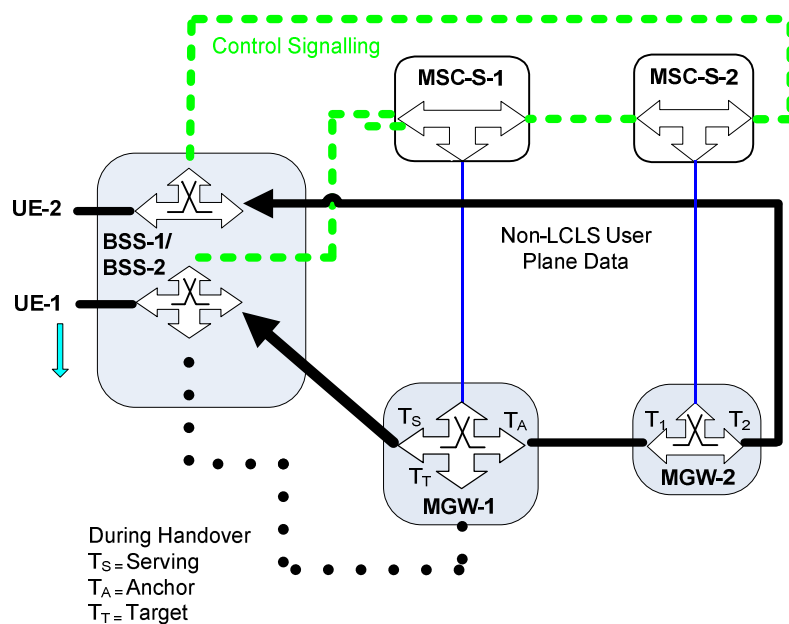 Control Signalling
MSC-S-1
MSC-S-2
UE-2
BSS-1/
BSS-2
Non-LCLS User
Plane Data
UE-1
TS
TA
TT
MGW-1
T1
T2
MGW-2
During Handover
TS = Serving
TA = Anchor
TT = Target